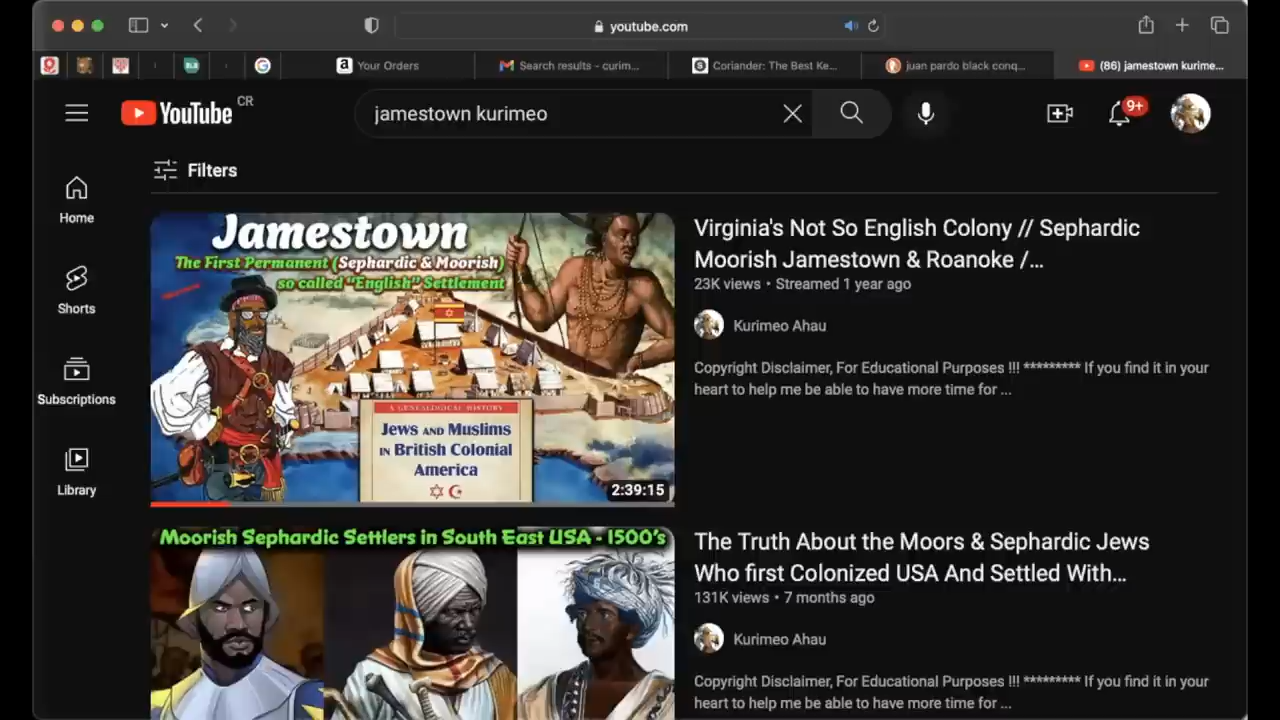 youtube.com
Your Orders
Search results - curim...
Coriander: The Best Ke...
juan pardo black conq...
(86) jamestown kurime...
YouTube CR
jamestown kurimeo
9+
Filters
Home
Shorts
Subscriptions
Library
Jamestown
The First Permanent (Sephardic & Moorish)
so called "English" Settlement
A GENEALOGICAL HISTORY
Jews AND Muslims
IN British Colonial
America
2:39:15
Virginia's Not So English Colony // Sephardic
Moorish Jamestown & Roanoke /...
23K views • Streamed 1 year ago
Kurimeo Ahau
Copyright Disclaimer, For Educational Purposes !!! ********* If you find it in your
heart to help me be able to have more time for ...
Moorish Sephardic Settlers in South East USA - 1500's
The Truth About the Moors & Sephardic Jews
Who first Colonized USA And Settled With...
131K views • 7 months ago
Kurimeo Ahau
Copyright Disclaimer, For Educational Purposes !!! ********* If you find it in your
heart to help me be able to have more time for ...